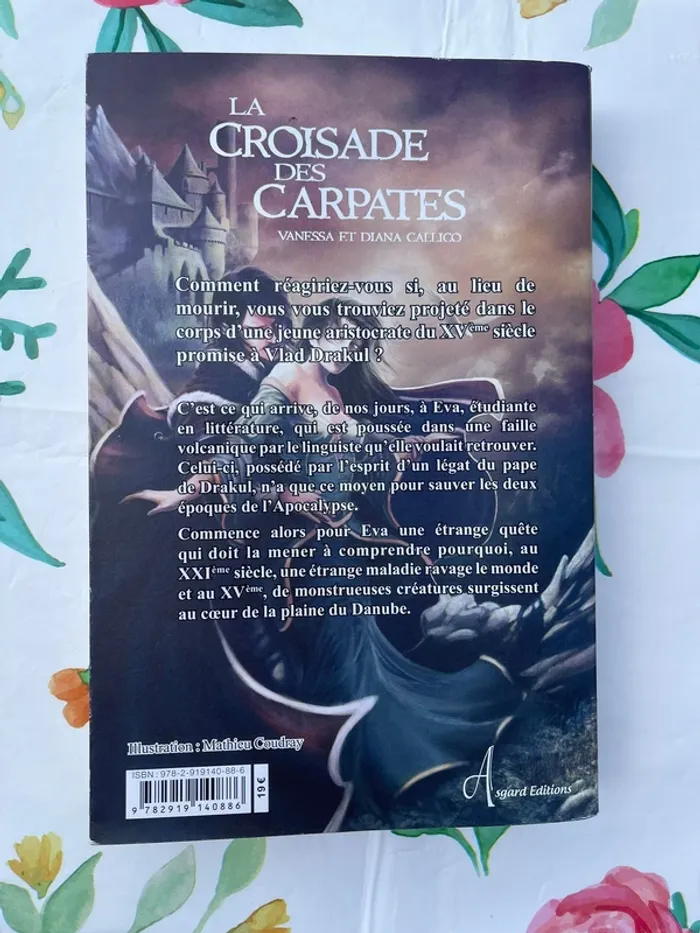 LA
CROISADE
DES
CARPATES
VANESSA ET DIANA CALLICO
Comment réagiriez-vous si, au lieu de
mourir, vous vous trouviez projeté dans le
corps d'une jeune aristocrate du XVème siècle
promise à Vlad Drakul ?
C'est ce qui arrive, de nos jours, à Eva, étudiante
en littérature, qui est poussée dans une faille
volcanique par le linguiste qu'elle voulait retrouver.
Celui-ci, possédé par l'esprit d'un légat du pape
de Drakul, n'a que ce moyen pour sauver les deux
époques de l'Apocalypse.
Commence alors pour Eva une étrange quête
qui doit la mener à comprendre pourquoi, au
XXIème siècle, une étrange maladie ravage le monde
et au XVème, de monstrueuses créatures surgissent
au cœur de la plaine du Danube.
Illustration : Mathieu Coudray
ISBN : 978-2-919140-88-6
19 €
9 782919 140886
Asgard Editions